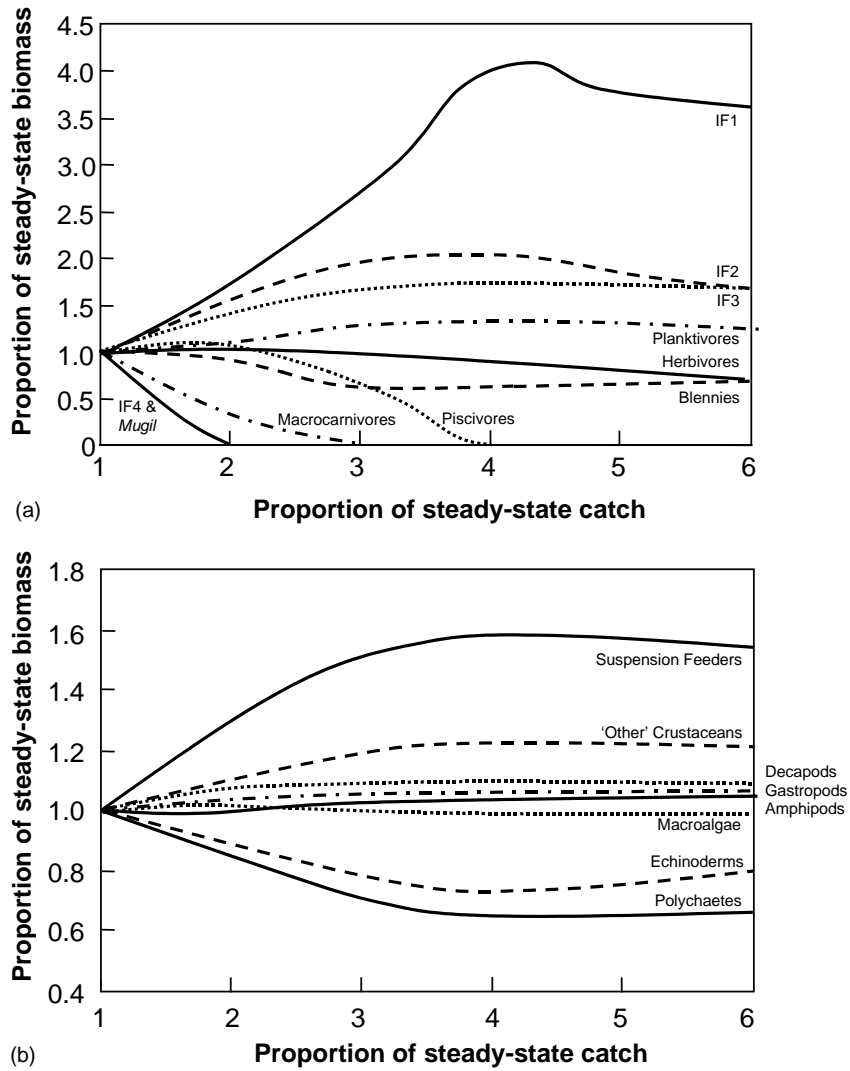 Proportion of steady-state biomass
4.5
4.0
3.5
3.0
2.5
2.0
1.5
1.0
0.5
0
IF1
IF2
IF3
Planktivores
Herbivores
Blennies
IF4 &
Mugil
Macrocarnivores
Piscivores
1 2 3 4 5 6
(a)
Proportion of steady-state catch
Proportion of steady-state biomass
1.8
1.6
1.4
1.2
1.0
0.8
0.6
0.4
Suspension Feeders
'Other' Crustaceans
Decapods
Gastropods
Amphipods
Macroalgae
Echinoderms
Polychaetes
1 2 3 4 5 6
(b)
Proportion of steady-state catch